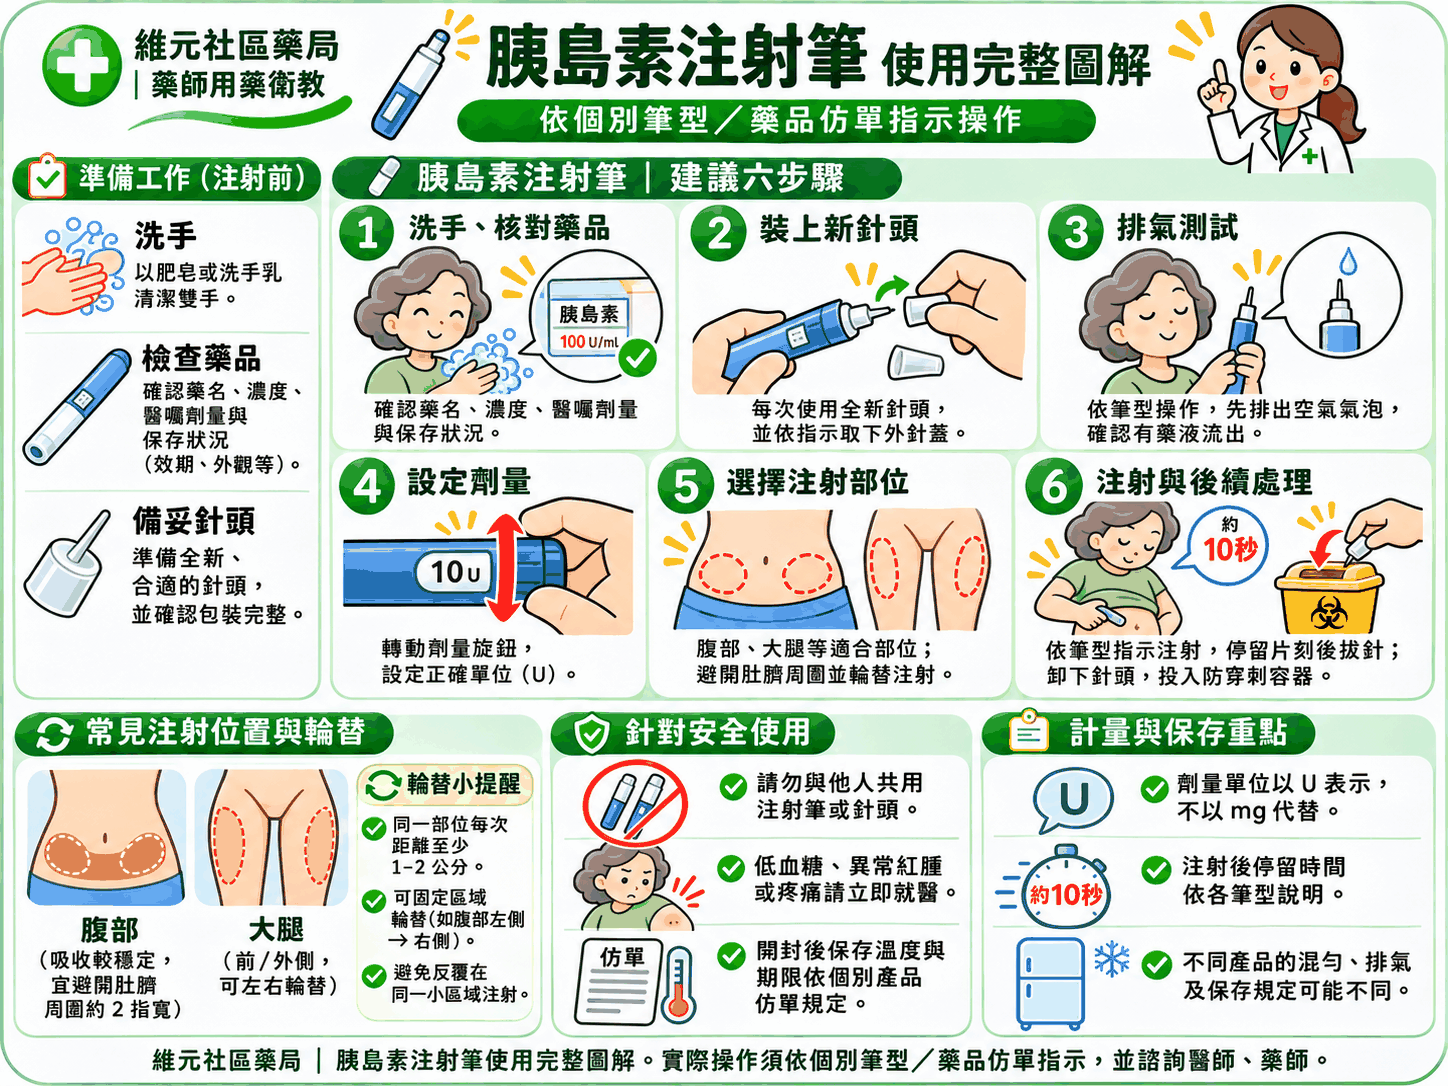 維元社區藥局
| 藥師用藥衛教
胰島素注射筆 使用完整圖解
依個別筆型／藥品仿單指示操作
準備工作（注射前）
洗手
以肥皂或洗手乳
清潔雙手。
檢查藥品
確認藥名、濃度、
醫囑劑量與
保存狀況
（效期、外觀等）。
備妥針頭
準備全新、
合適的針頭，
並確認包裝完整。
胰島素注射筆｜建議六步驟
1 洗手、核對藥品
胰島素
100 U/ml
確認藥名、濃度、醫囑劑量
與保存狀況。
2 裝上新針頭
每次使用全新針頭，
並依指示取下外針蓋。
3 排氣測試
依筆型操作，先排出空氣氣泡，
確認有藥液流出。
4 設定劑量
10 U
轉動劑量旋鈕，
設定正確單位（U）。
5 選擇注射部位
腹部、大腿等適合部位；
避開肚臍周圍並輪替注射。
6 注射與後續處理
約
10秒
依筆型指示注射，停留片刻後拔針；
卸下針頭，投入防穿刺容器。
常見注射位置與輪替
腹部
（吸收較穩定，
宜避開肚臍
周圍約 2 指寬）
大腿
（前／外側，
可左右輪替）
輪替小提醒
同一部位每次
距離至少
1–2 公分。
可固定區域
輪替（如腹部左側
→ 右側）。
避免反覆在
同一小區域注射。
針對安全使用
請勿與他人共用
注射筆或針頭。
低血糖、異常紅腫
或疼痛請立即就醫。
仿單
開封後保存溫度與
期限依個別產品
仿單規定。
計量與保存重點
U
劑量單位以 U 表示，
不以 mg 代替。
約10秒
注射後停留時間
依各筆型說明。
不同產品的混勻、排氣
及保存規定可能不同。
維元社區藥局｜胰島素注射筆使用完整圖解。實際操作須依個別筆型／藥品仿單指示，並諮詢醫師、藥師。